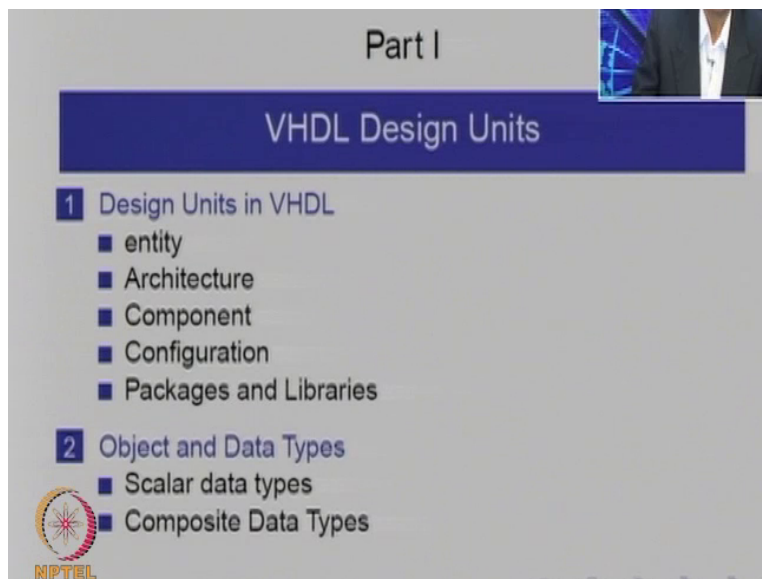 Part I
VHDL Design Units
1 Design Units in VHDL
entity
Architecture
Component
Configuration
Packages and Libraries
2 Object and Data Types
Scalar data types
Composite Data Types
NPTEL